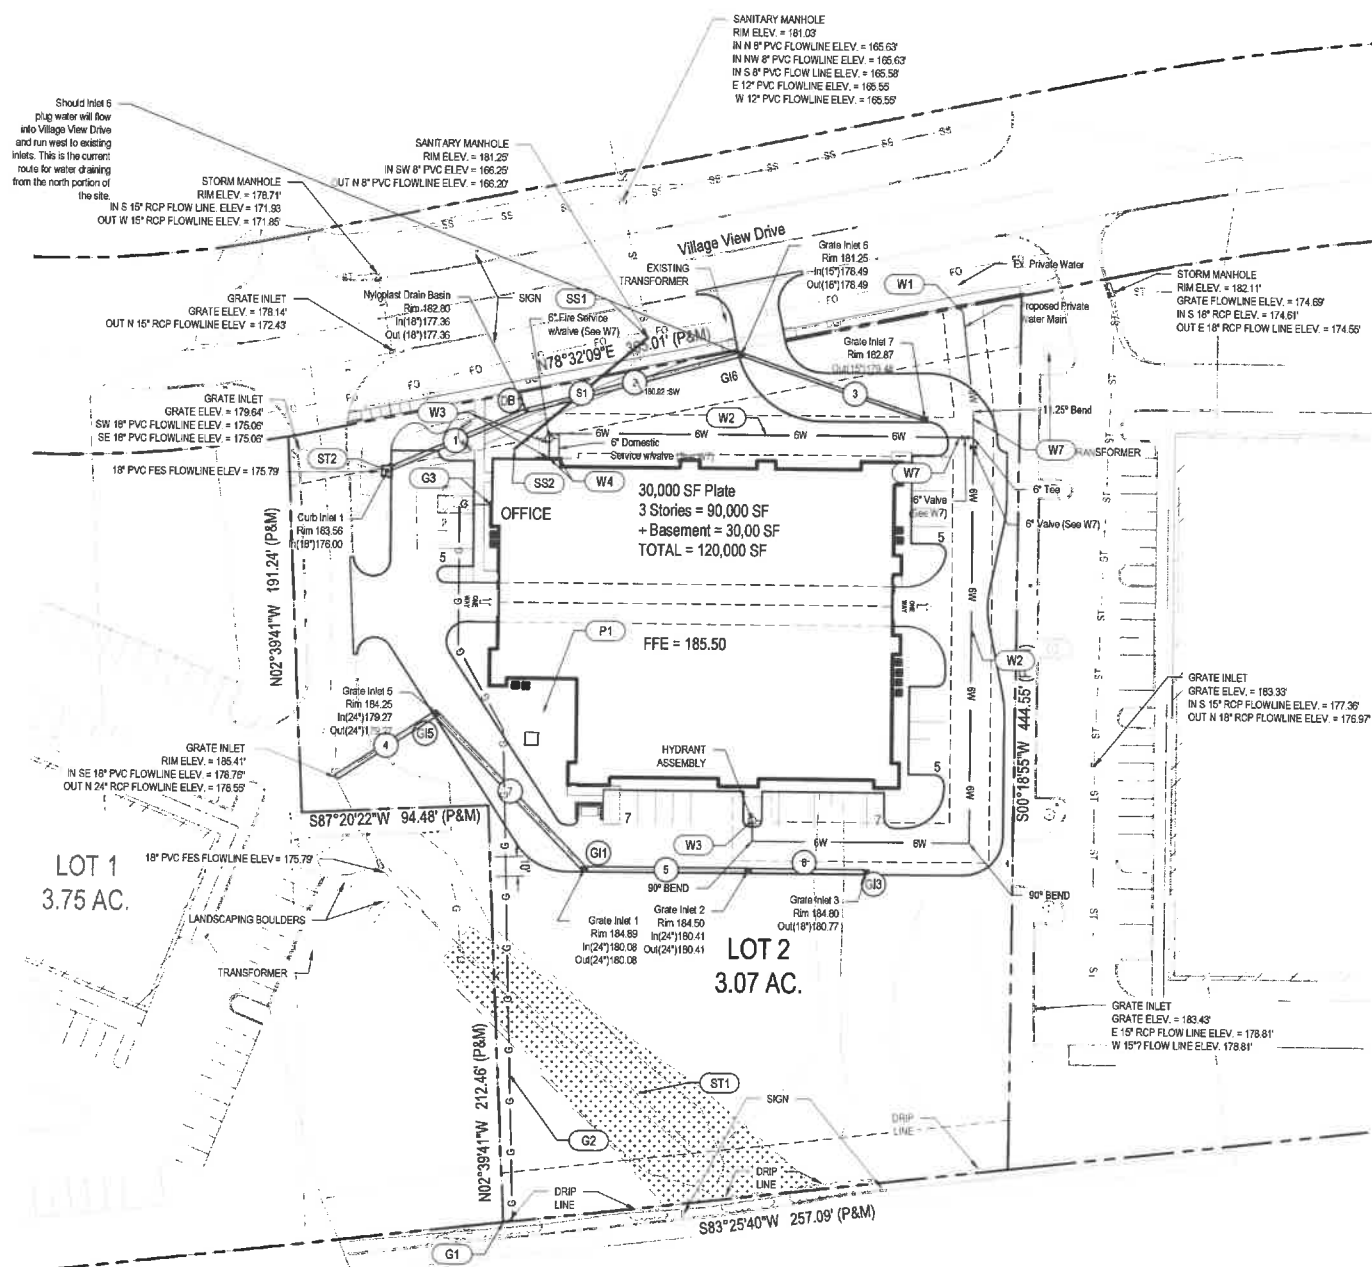 SANITARY MANHOLE
RIM ELEV. = 181.03'
IN N 8" PVC FLOWLINE ELEV. = 165.63'
IN NW 8" PVC FLOWLINE ELEV. = 165.63'
IN S 8" PVC FLOW LINE ELEV. = 165.58'
E 12" PVC FLOWLINE ELEV. = 165.55
W 12" PVC FLOWLINE ELEV. = 165.55'
Should Inlet 6
plug water will flow
into Village View Drive
and run west to existing
inlets. This is the current
route for water draining
from the north portion of
the site.
SANITARY MANHOLE
RIM ELEV. = 181.25'
IN SW 8" PVC ELEV = 166.25'
OUT N 8" PVC FLOWLINE ELEV = 166.20'
STORM MANHOLE
RIM ELEV. = 178.71'
IN S 15" RCP FLOW LINE. ELEV = 171.93
OUT W 15" RCP FLOWLINE ELEV. = 171.85'
GRATE INLET
GRATE ELEV. = 178.14'
OUT N 15" RCP FLOWLINE ELEV. = 172.43'
Nyloplast Drain Basin
Rim 182.80
In(18")177.36
Out (18")177.36
SIGN
SS1
6" Fire Service
w/valve (See W7)
EXISTING
TRANSFORMER
Village View Drive
Grate Inlet 6
Rim 181.25
In(15")178.49
Out(18")178.49
W1
Ex. Private Water
Proposed Private
Water Main
STORM MANHOLE
RIM ELEV. = 182.11'
GRATE FLOWLINE ELEV. = 174.69'
IN S 18" RCP FLOWLINE ELEV. = 174.61'
OUT E 18" RCP FLOW LINE ELEV. = 174.55'
N78°32'09"E
(P&M)
Grate Inlet 7
Rim 182.87
GI6
GRATE INLET
GRATE ELEV. = 179.64'
SW 18" PVC FLOWLINE ELEV. = 175.06'
SE 18" PVC FLOWLINE ELEV. = 175.06'
18" PVC FES FLOWLINE ELEV = 175.79'
ST2
W3
DB
S1
2
3
1
W2
11.25° Bend
W7
TRANSFORMER
6" Tee
6" Valve (See W7)
6" Domestic
Service w/valve (See W7)
G3
SS2
W4
W7
6" Valve
(See W7)
Curb Inlet 1
Rim 183.56
In(18")176.00
OFFICE
30,000 SF Plate
3 Stories = 90,000 SF
+ Basement = 30,00 SF
TOTAL = 120,000 SF
5
5
N02°39'41"W 191.24' (P&M)
ONE
WAY
ONE
WAY
P1
FFE = 185.50
W2
GRATE INLET
GRATE ELEV. = 183.33'
IN S 15" RCP FLOWLINE ELEV. = 177.36'
OUT N 18" RCP FLOWLINE ELEV. = 176.97'
S00°18'55"W 444.55'
Grate Inlet 5
Rim 184.25
In(24")179.27
GI5
4
GRATE INLET
RIM ELEV. = 185.41'
IN SE 18" PVC FLOWLINE ELEV. = 178.76'
OUT N 24" RCP FLOWLINE ELEV. = 178.55'
HYDRANT
ASSEMBLY
5
S87°20'22"W 94.48' (P&M)
7
7
7
W3
GI1
5
6
GI3
90° BEND
90° BEND
LOT 1
3.75 AC.
18" PVC FES FLOWLINE ELEV = 175.79'
LANDSCAPING BOULDERS
TRANSFORMER
Grate Inlet 1
Rim 184.89
In(24")180.08
Out(24")180.08
Grate Inlet 2
Rim 184.50
In(24")180.41
Out(24")180.41
Grate Inlet 3
Rim 184.80
Out(18")180.77
LOT 2
3.07 AC.
GRATE INLET
GRATE ELEV. = 183.43'
E 15" RCP FLOW LINE ELEV. = 178.81'
W 15"? FLOW LINE ELEV. 178.81'
N02°39'41"W 212.46' (P&M)
ST1
G2
SIGN
DRIP
LINE
DRIP
LINE
DRIP
LINE
S83°25'40"W 257.09' (P&M)
G1